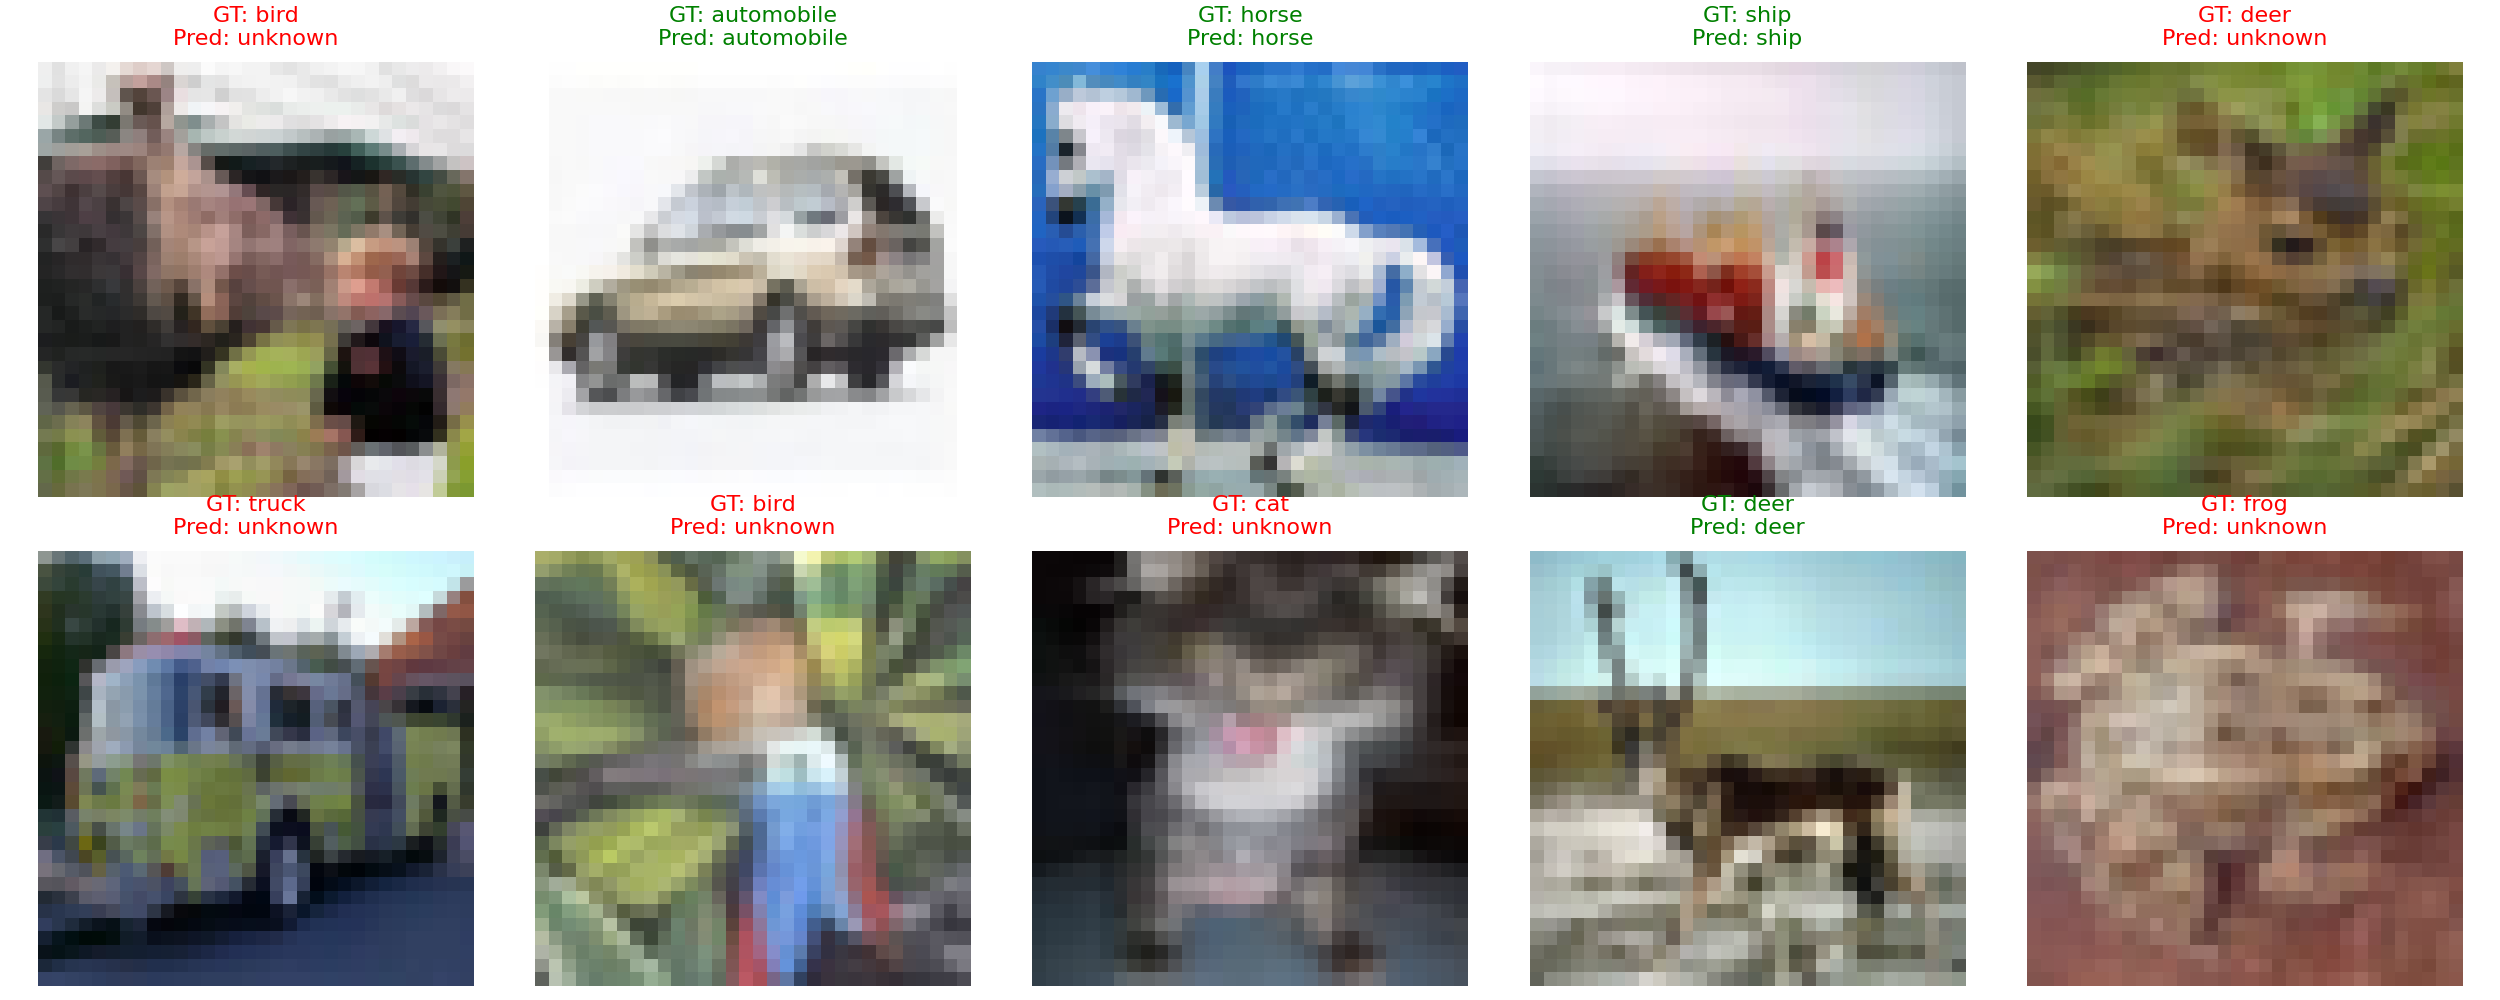 GT: bird
Pred: unknown
GT: automobile
Pred: automobile
GT: horse
Pred: horse
GT: ship
Pred: ship
GT: deer
Pred: unknown
GT: truck
Pred: unknown
GT: bird
Pred: unknown
GT: cat
Pred: unknown
GT: deer
Pred: deer
GT: frog
Pred: unknown